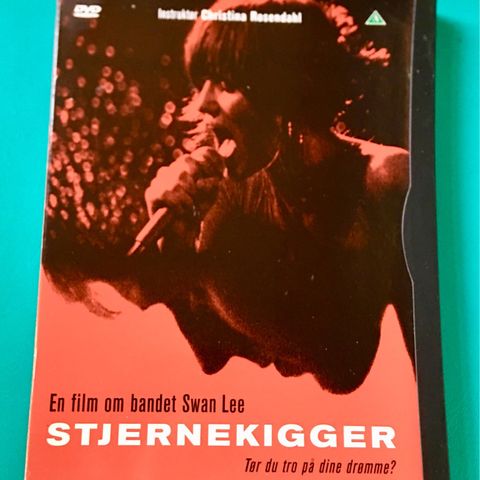 DVD
Instruktør Christina Rosendahl
En film om bandet Swan Lee
STJERNEKIGGER
Tør du tro på dine drømme?